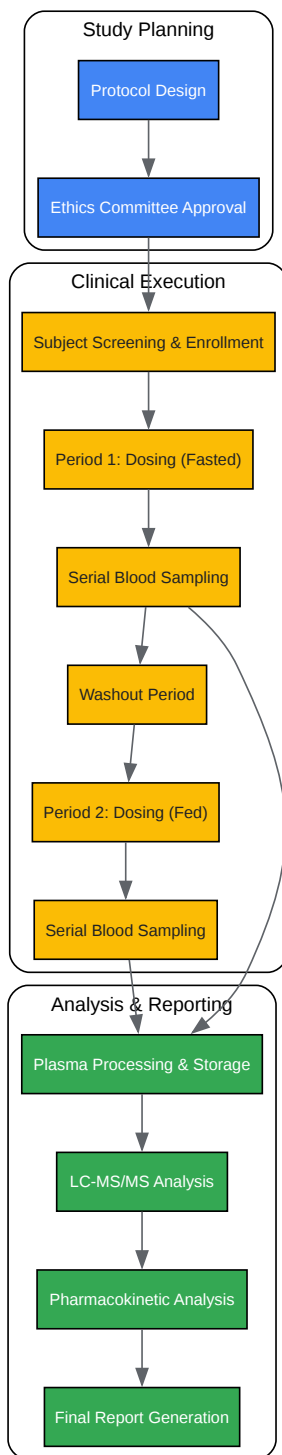 Study Planning
Protocol Design
Ethics Committee Approval
Clinical Execution
Subject Screening & Enrollment
Period 1: Dosing (Fasted)
Serial Blood Sampling
Washout Period
Period 2: Dosing (Fed)
Serial Blood Sampling
Analysis & Reporting
Plasma Processing & Storage
LC-MS/MS Analysis
Pharmacokinetic Analysis
Final Report Generation